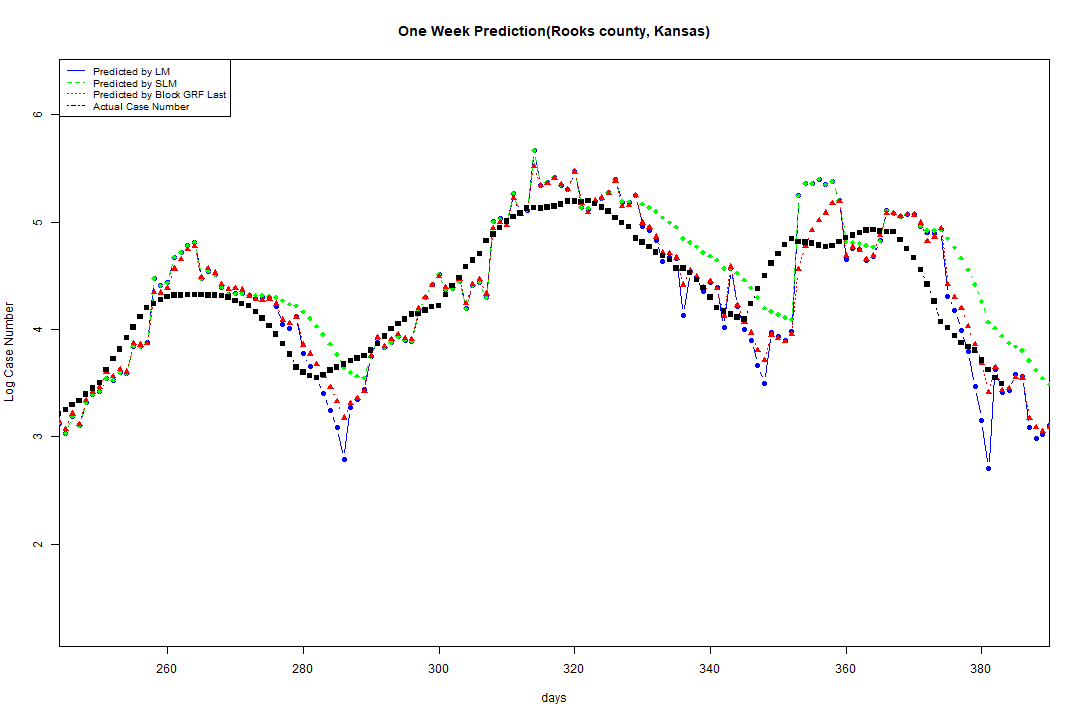 One Week Prediction(Rooks county, Kansas)
Predicted by LM
Predicted by SLM
Predicted by Block GRF Last
Actual Case Number
Log Case Number
6
5
4
3
2
260 280 300 320 340 360 380
days